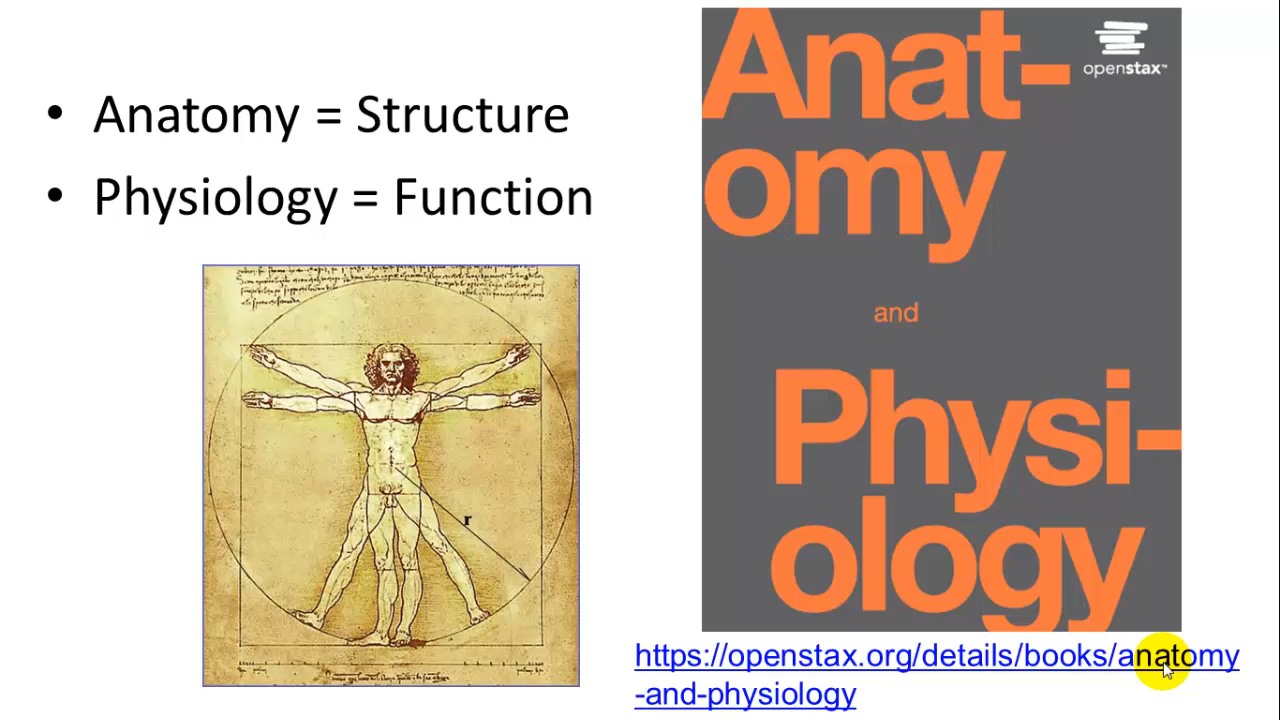 • Anatomy = Structure
• Physiology = Function
r
Anat-
omy
and
Physi-
ology
openstax™
https://openstax.org/details/books/anatomy
-and-physiology